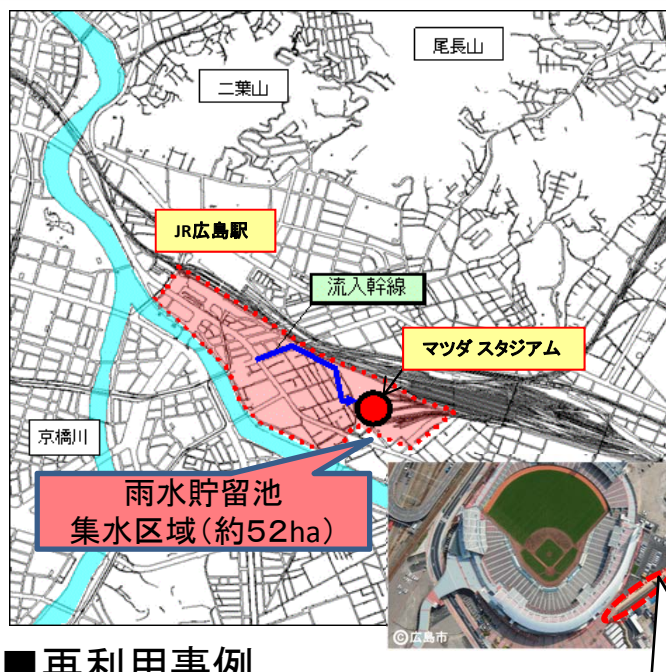 尾長山
二葉山
JR広島駅
流入幹線
マツダ スタジアム
京橋川
雨水貯留池
集水区域(約52ha)
©広島市
■再利用事例